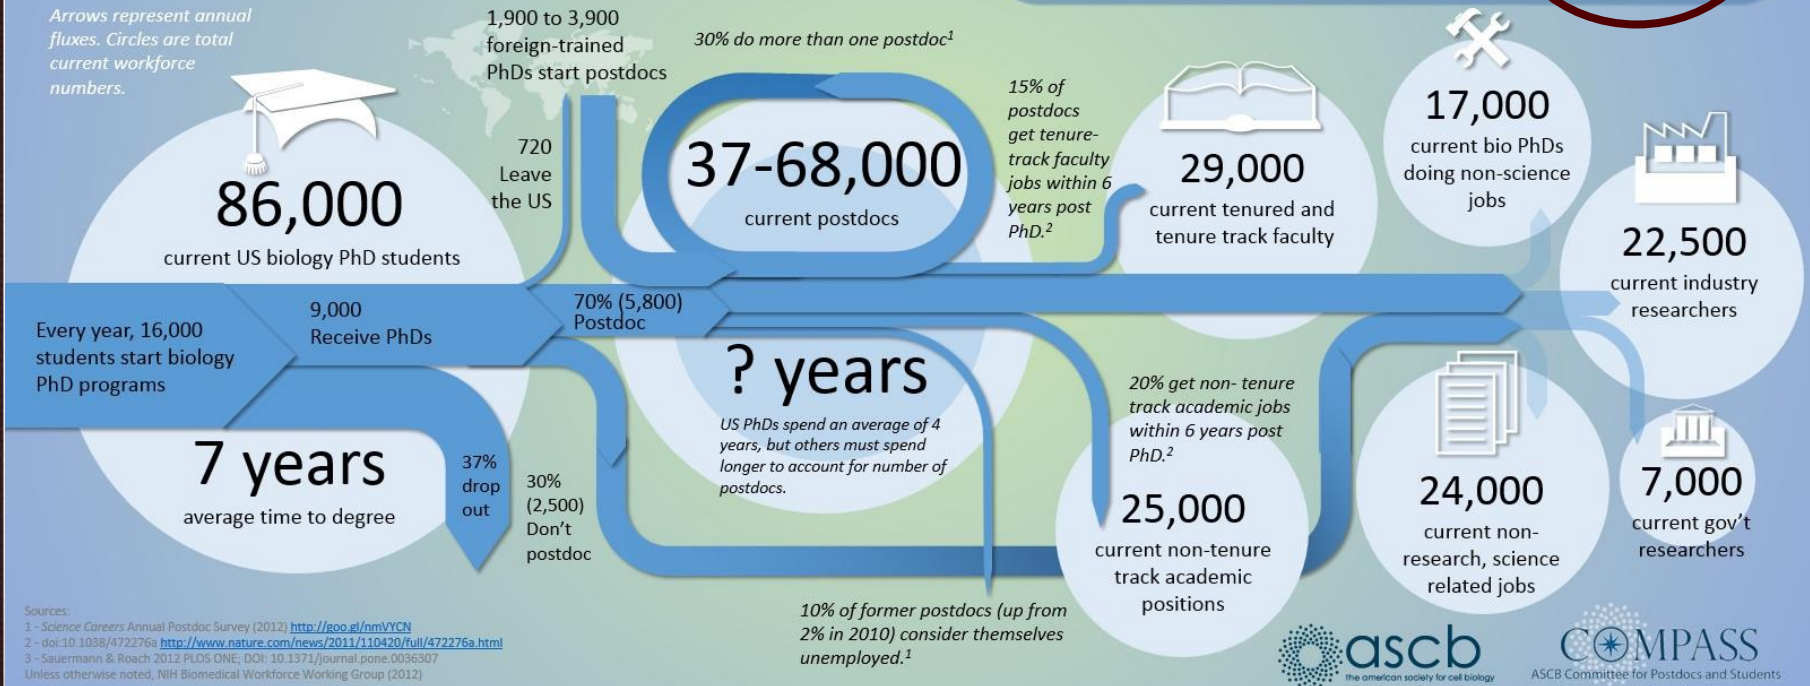 Arrows represent annual
fluxes. Circles are total
current workforce
numbers.
86,000
current US biology PhD students
Every year, 16,000
students start biology
PhD programs
9,000
Receive PhDs
7 years
average time to degree
37%
drop
out
30%
(2,500)
Don't
postdoc
720
Leave
the US
1,900 to 3,900
foreign-trained
PhDs start postdocs
70% (5,800)
Postdoc
30% do more than one postdoc¹
37-68,000
current postdocs
? years
US PhDs spend an average of 4
years, but others must spend
longer to account for number of
postdocs.
10% of former postdocs (up from
2% in 2010) consider themselves
unemployed.¹
15% of
postdocs
get tenure-
track faculty
jobs within 6
years post
PhD.²
29,000
current tenured and
tenure track faculty
20% get non- tenure
track academic jobs
within 6 years post
PhD.²
25,000
current non-tenure
track academic
positions
17,000
current bio PhDs
doing non-science
jobs
22,500
current industry
researchers
24,000
current non-
research, science
related jobs
7,000
current gov't
researchers
Sources:
1 - Science Careers Annual Postdoc Survey (2012) http://goo.gl/nmVYCN
2 - doi:10.1038/472276a http://www.nature.com/news/2011/110420/full/472276a.html
3 - Sauermann & Roach 2012 PLOS ONE; DOI: 10.1371/journal.pone.0036307
Unless otherwise noted, NIH Biomedical Workforce Working Group (2012)
ascb
the american society for cell biology
COMPASS
ASCB Committee for Postdocs and Students